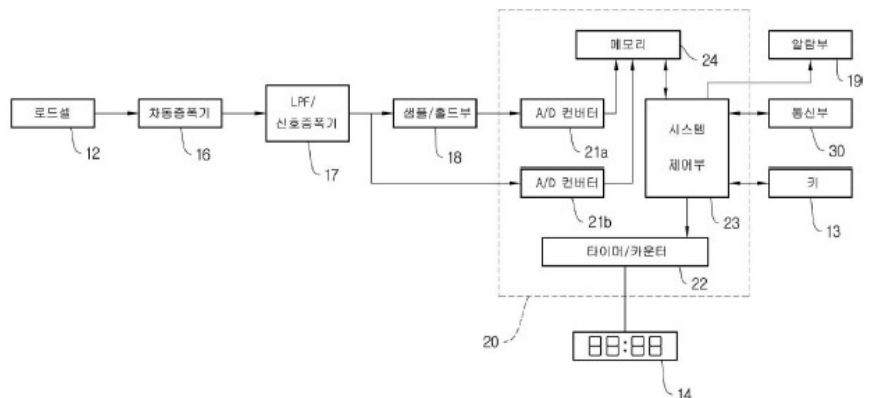 메모리
24
알람부
19
로드셀
12
차동증폭기
16
LPF/
신호증폭기
17
샘플/홀드부
18
A/D 컨버터
21a
A/D 컨버터
21b
시스템
제어부
23
통신부
30
키
13
타이머/카운터
22
20
88:88
14